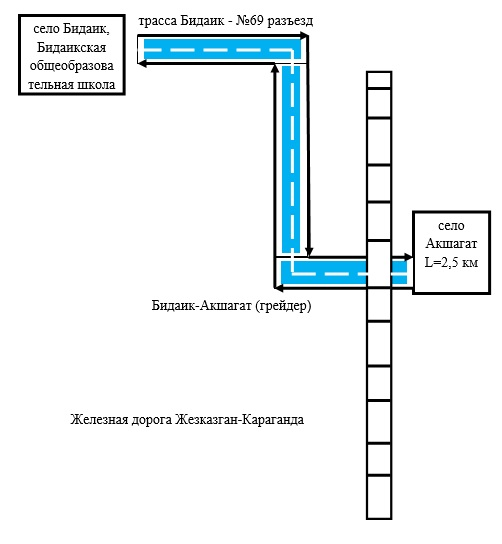 село Бидаик,
Бидаикская
общеобразова
тельная школа
трасса Бидаик - №69 разъезд
село
Акшагат
L=2,5 км
Бидаик-Акшагат (грейдер)
Железная дорога Жезказган-Караганда